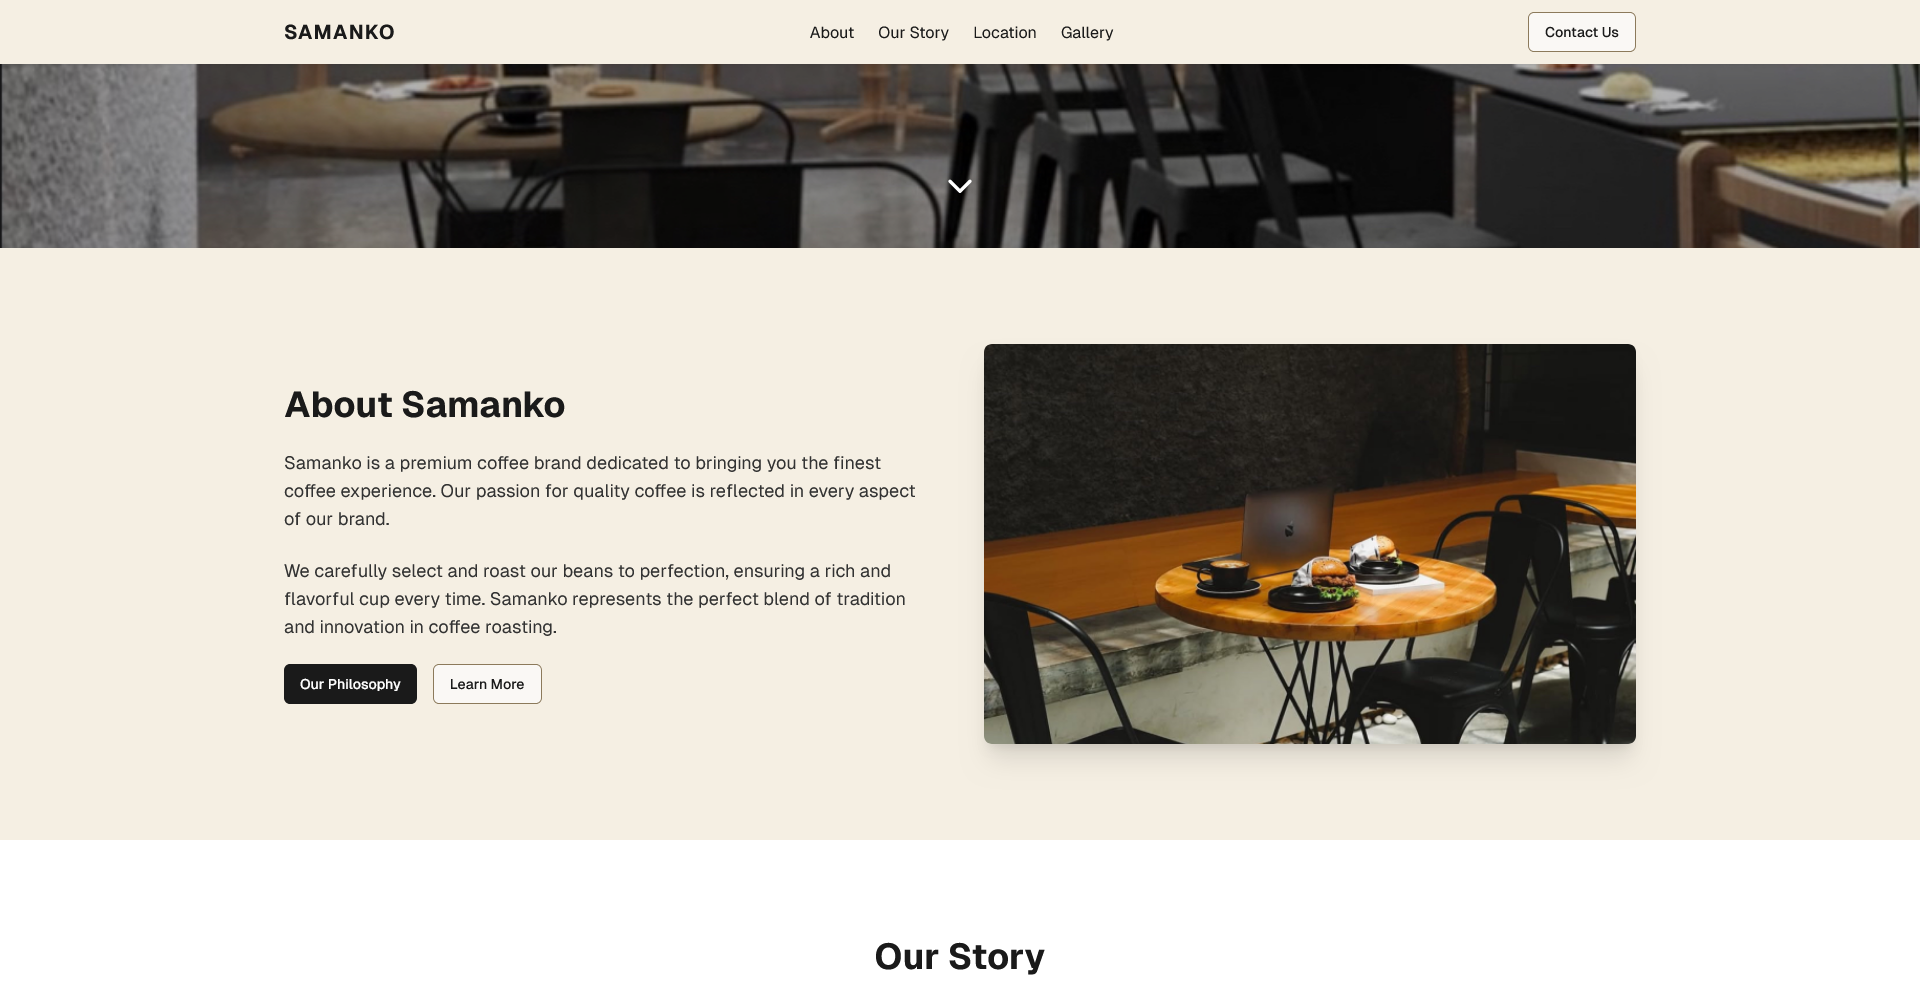 SAMANKO
About
Our Story
Location
Gallery
Contact Us
About Samanko
Samanko is a premium coffee brand dedicated to bringing you the finest
coffee experience. Our passion for quality coffee is reflected in every aspect
of our brand.
We carefully select and roast our beans to perfection, ensuring a rich and
flavorful cup every time. Samanko represents the perfect blend of tradition
and innovation in coffee roasting.
Our Philosophy
Learn More
Our Story